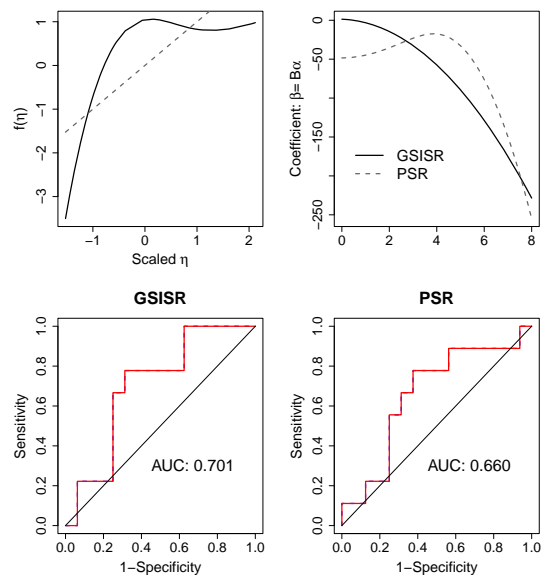 f(η)
1
0
−1
−2
−3
−1 0 1 2
Scaled η
Coefficient: β= Bα
0
−50
−150
−250
GSISR
PSR
0 2 4 6 8
GSISR
Sensitivity
1.0
0.8
0.6
0.4
0.2
0.0
AUC: 0.701
0.0 0.2 0.4 0.6 0.8 1.0
1−Specificity
PSR
Sensitivity
1.0
0.8
0.6
0.4
0.2
0.0
AUC: 0.660
0.0 0.2 0.4 0.6 0.8 1.0
1−Specificity